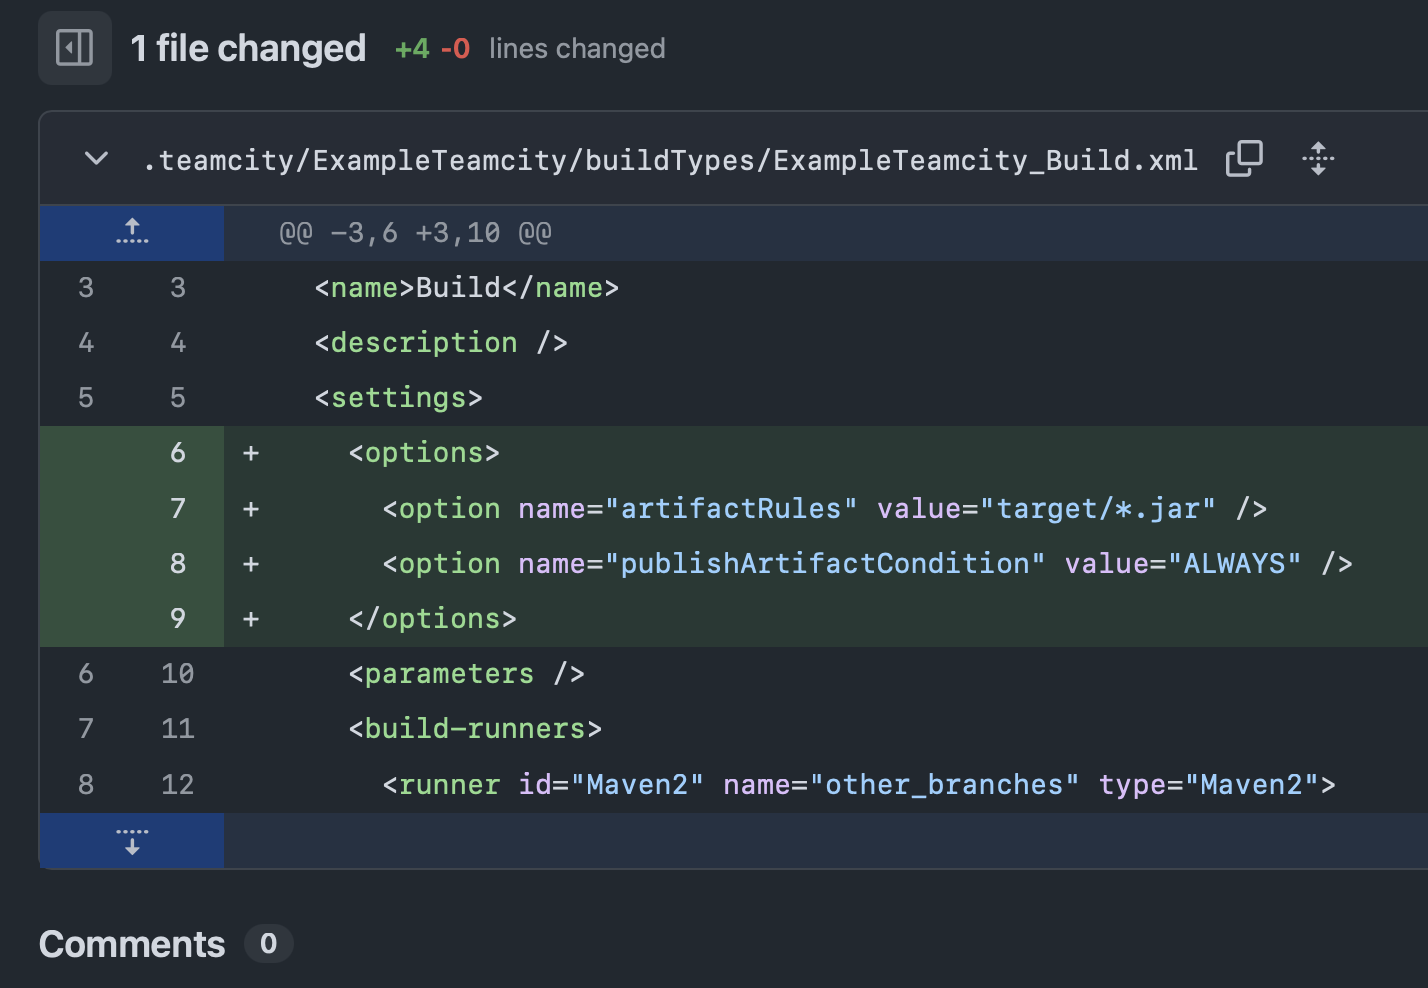 1 file changed +4 -0 lines changed
.teamcity/ExampleTeamcity/buildTypes/ExampleTeamcity_Build.xml
@@ -3,6 +3,10 @@
3 3 <name>Build</name>
4 4 <description />
5 5 <settings>
6 + <options>
7 + <option name="artifactRules" value="target/*.jar" />
8 + <option name="publishArtifactCondition" value="ALWAYS" />
9 + </options>
6 10 <parameters />
7 11 <build-runners>
8 12 <runner id="Maven2" name="other_branches" type="Maven2">
Comments 0